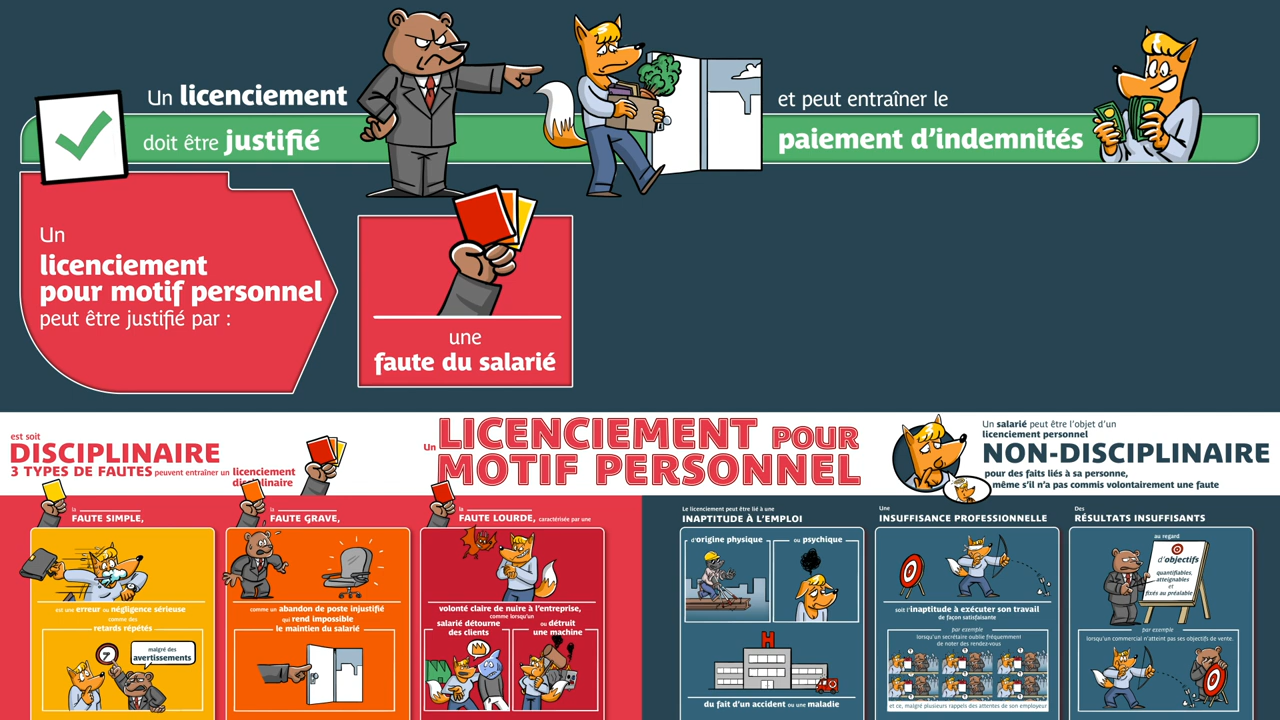 Un licenciement
doit être justifié
et peut entraîner le
paiement d'indemnités
Un
licenciement
pour motif personnel
peut être justifié par :
une
faute du salarié
est soit
DISCIPLINAIRE
3 TYPES DE FAUTES peuvent entraîner un licenciement
disciplinaire
Un LICENCIEMENT POUR
MOTIF PERSONNEL
Un salarié peut être l'objet d'un
licenciement personnel
NON-DISCIPLINAIRE
pour des faits liés à sa personne,
même s'il n'a pas commis volontairement une faute
la
FAUTE SIMPLE,
est une erreur ou négligence sérieuse
comme des
retards répétés
malgré des
avertissements
la
FAUTE GRAVE,
comme un abandon de poste injustifié
qui rend impossible
le maintien du salarié
la
FAUTE LOURDE, caractérisée par une
volonté claire de nuire à l'entreprise,
comme lorsqu'un
salarié détourne
des clients
ou détruit
une machine
Le licenciement peut être lié à une
INAPTITUDE À L'EMPLOI
d'origine physique
ou psychique
H
du fait d'un accident ou une maladie
Une
INSUFFISANCE PROFESSIONNELLE
soit l'inaptitude à exécuter son travail
de façon satisfaisante
par exemple
lorsqu'un secrétaire oublie fréquemment
de noter des rendez-vous
et ce, malgré plusieurs rappels des attentes de son employeur
Des
RÉSULTATS INSUFFISANTS
au regard
d'objectifs
quantifiables,
atteignables
et
fixés au préalable
par exemple
lorsqu'un commercial n'atteint pas ses objectifs de vente.